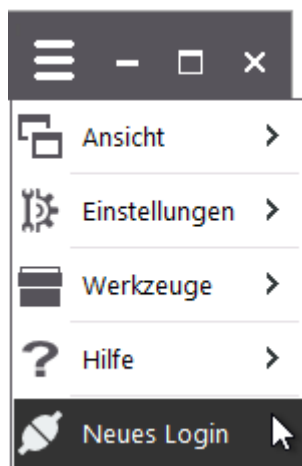 Ansicht
Einstellungen
Werkzeuge
Hilfe
Neues Login